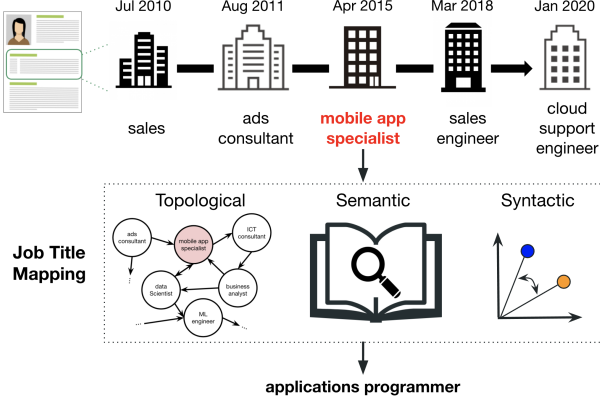 Jul 2010
Aug 2011
Apr 2015
Mar 2018
Jan 2020
sales
ads
consultant
mobile app
specialist
sales
engineer
cloud
support
engineer
Job Title
Mapping
Topological
Semantic
Syntactic
ads
consultant
mobile app
specialist
ICT
consultant
...
data
Scientist
business
analyst
ML
engineer
...
...
applications programmer